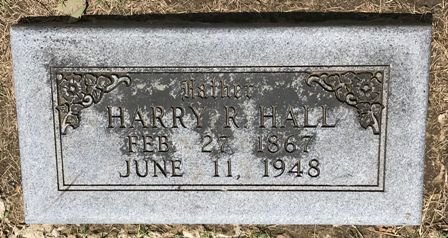 Father
HARRY R. HALL
FEB. 27, 1867
JUNE 11, 1948